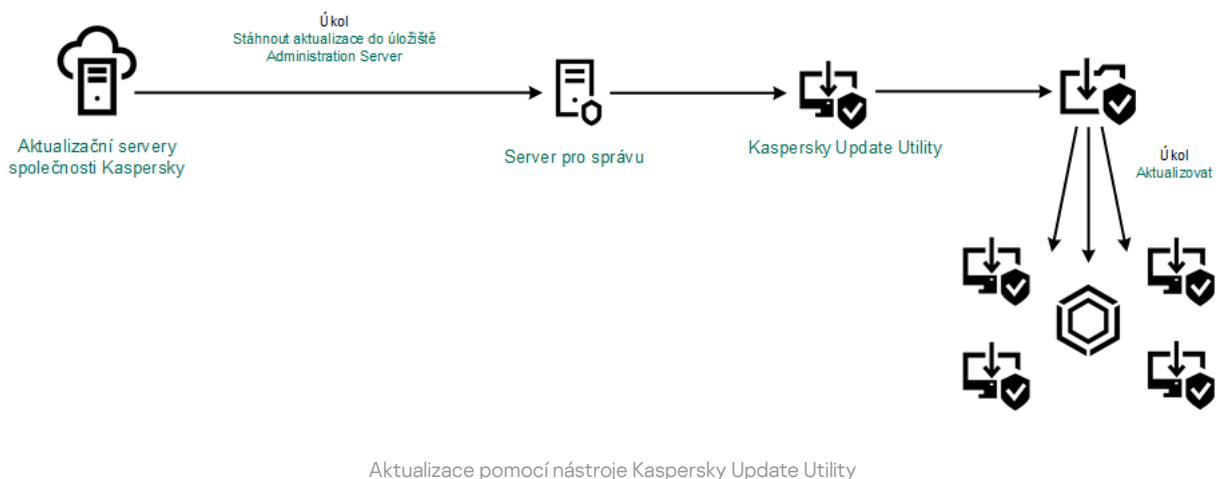 Úkol
Stáhnout aktualizace do úložiště
Administration Server
Aktualizační servery
společnosti Kaspersky
Server pro správu
Kaspersky Update Utility
Úkol
Aktualizovat
Aktualizace pomocí nástroje Kaspersky Update Utility